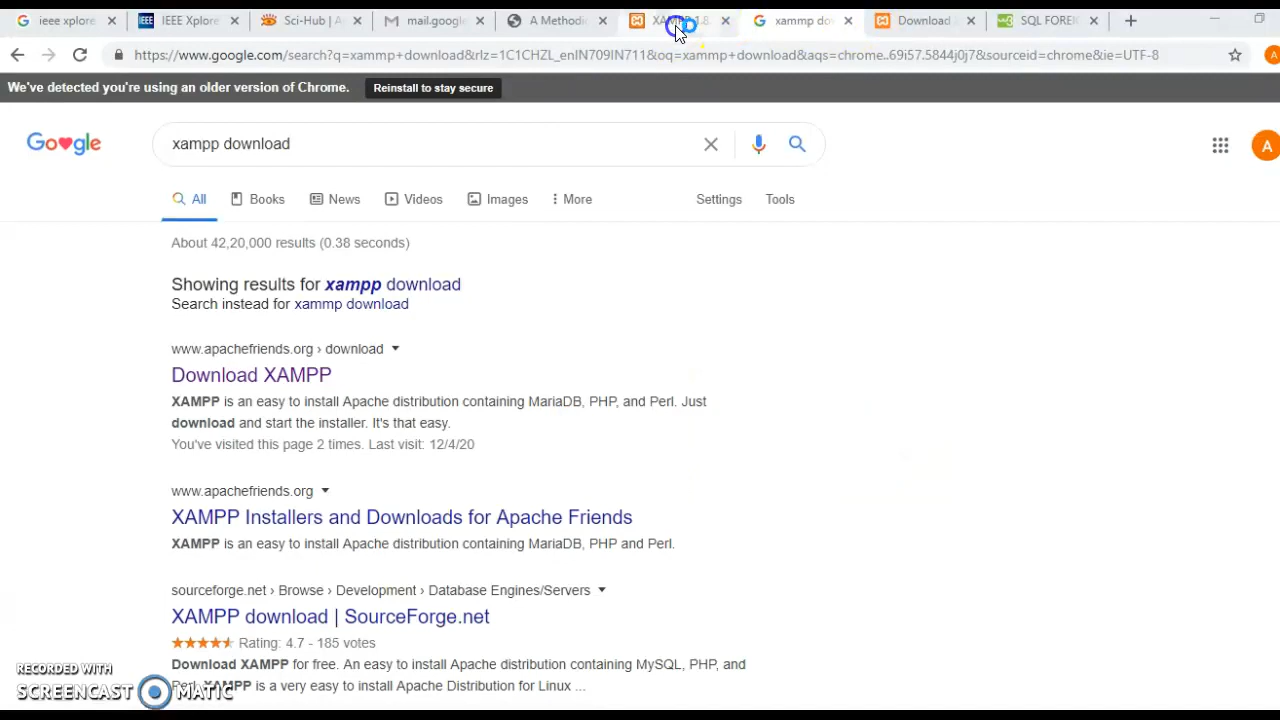 ieee xplore
IEEE Xplore
Sci-Hub | A
mail.google
A Methodi
XAMPP 1.8.
xammp do
Download
SQL FOREI
https://www.google.com/search?q=xammp+download&rlz=1C1CHZL_enIN709IN711&oq=xammp+download&aqs=chrome..69i57.5844j0j7&sourceid=chrome&ie=UTF-8
We've detected you're using an older version of Chrome. Reinstall to stay secure
Google
xampp download
A
All Books News Videos Images More Settings Tools
About 42,20,000 results (0.38 seconds)
Showing results for xampp download
Search instead for xammp download
www.apachefriends.org › download
Download XAMPP
XAMPP is an easy to install Apache distribution containing MariaDB, PHP, and Perl. Just
download and start the installer. It's that easy.
You've visited this page 2 times. Last visit: 12/4/20
www.apachefriends.org
XAMPP Installers and Downloads for Apache Friends
XAMPP is an easy to install Apache distribution containing MariaDB, PHP and Perl.
sourceforge.net › Browse › Development › Database Engines/Servers
XAMPP download | SourceForge.net
Rating: 4.7 - 185 votes
Download XAMPP for free. An easy to install Apache distribution containing MySQL, PHP, and
Perl. XAMPP is a very easy to install Apache Distribution for Linux ...
RECORDED WITH
SCREENCAST MATIC